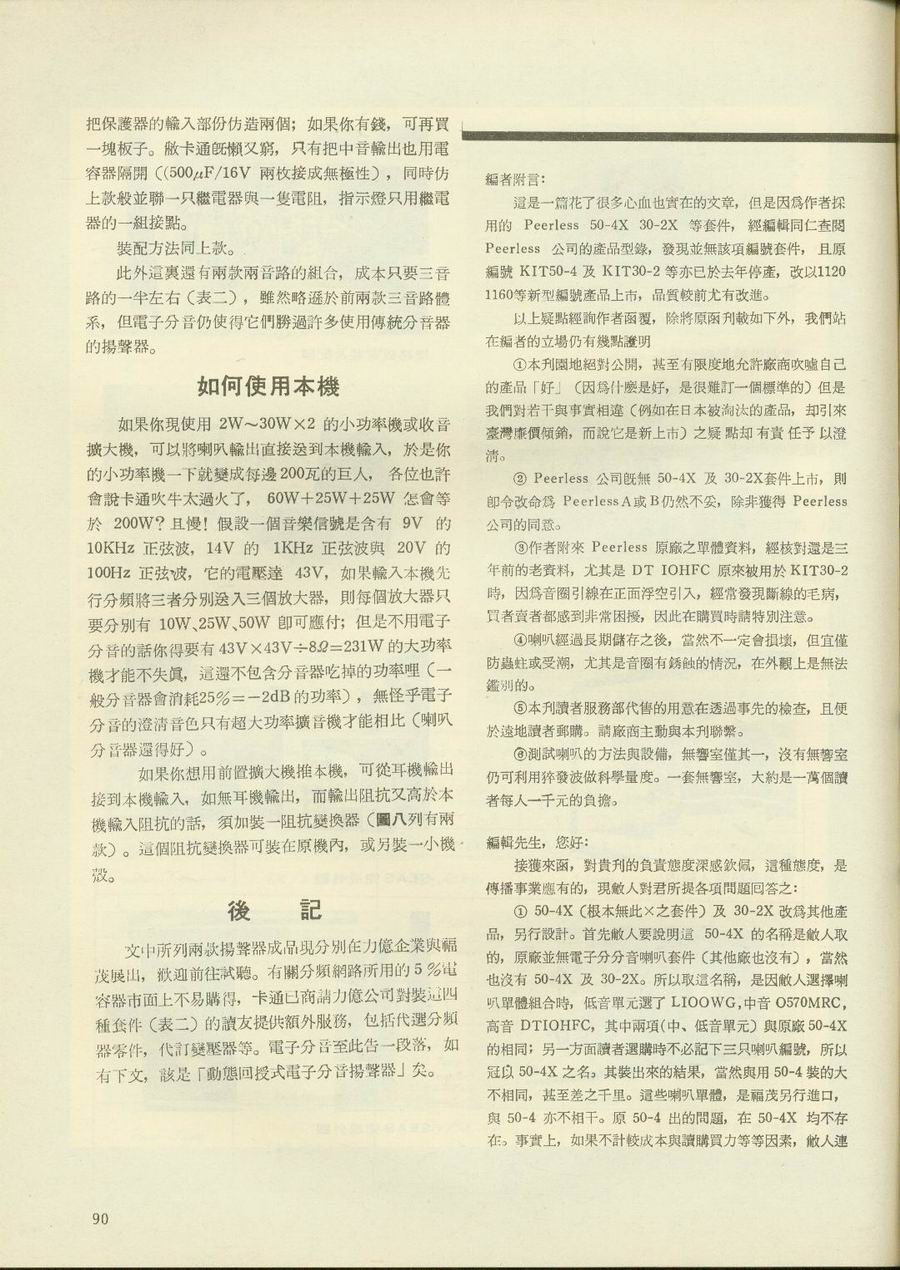 把保護器的輸入部份仿造兩個；如果你有錢，可再買
一塊板子。敝卡通旣懶又窮，只有把中音輸出也用電
容器隔開（(500μF/16V 兩枚接成無極性），同時仿
上款般並聯一只繼電器與一隻電阻，指示燈只用繼電
器的一組接點。
裝配方法同上款。
此外這裏還有兩款兩音路的組合，成本只要三音
路的一半左右（表二），雖然略遜於前兩款三音路體
系，但電子分音仍使得它們勝過許多使用傳統分音器
的揚聲器。
如何使用本機
如果你現使用 2W～30W×2 的小功率機或收音
擴大機，可以將喇叭輸出直接送到本機輸入，於是你
的小功率機一下就變成每邊200瓦的巨人，各位也許
會說卡通吹牛太過火了，60W＋25W＋25W 怎會等
於 200W？且慢！假設一個音樂信號是含有 9V 的
10KHz 正弦波，14V 的 1KHz 正弦波與 20V 的
100Hz 正弦波，它的電壓達 43V，如果輸入本機先
行分頻將三者分別送入三個放大器，則每個放大器只
要分別有 10W、25W、50W 卽可應付；但是不用電子
分音的話你得要有43V×43V÷8Ω=231W的大功率
機才能不失眞，這還不包含分音器吃掉的功率哩（一
般分音器會消耗25%=－2dB的功率），無怪乎電子
分音的澄清音色只有超大功率擴音機才能相比（喇叭
分音器還得好）。
如果你想用前置擴大機推本機，可從耳機輸出
接到本機輸入，如無耳機輸出，而輸出阻抗又高於本
機輸入阻抗的話，須加裝一阻抗變換器（圖八列有兩
款）。這個阻抗變換器可裝在原機內，或另裝一小機
殼。
後　記
文中所列兩款揚聲器成品現分別在力億企業與福
茂展出，歡迎前往試聽。有關分頻網路所用的5%電
容器市面上不易購得，卡通已商請力億公司對裝這四
種套件（表二）的讀友提供額外服務，包括代選分頻
器零件，代訂變壓器等。電子分音至此告一段落，如
有下文，該是「動態回授式電子分音揚聲器」矣。
編者附言：
這是一篇花了很多心血也實在的文章，但是因爲作者採
用的 Peerless 50-4X 30-2X 等套件，經編輯同仁查閱
Peerless 公司的產品型錄，發現並無該項編號套件，且原
編號 KIT50-4 及 KIT30-2 等亦已於去年停產，改以1120
1160等新型編號產品上市，品質較前尤有改進。
以上疑點經詢作者函覆，除將原函刋載如下外，我們站
在編者的立場仍有幾點說明
①本刋園地絕對公開，甚至有限度地允許廠商吹噓自己
的產品「好」（因爲什麼是好，是很難訂一個標準的）但是
我們對若干與事實相違（例如在日本被淘汰的產品，却引來
臺灣廉價傾銷，而說它是新上市）之疑點却有責任予以澄
清。
② Peerless 公司旣無 50-4X 及 30-2X套件上市，則
卽令改命爲 Peerless A或B仍然不妥，除非獲得 Peerless
公司的同意。
③作者附來 Peerless 原廠之單體資料，經核對還是三
年前的老資料，尤其是 DT IOHFC 原來被用於KIT30-2
時，因爲音圈引線在正面浮空引入，經常發現斷線的毛病，
買者賣者都感到非常困擾，因此在購買時請特別注意。
④喇叭經過長期儲存之後，當然不一定會損壞，但宜僅
防蟲蛀或受潮，尤其是音圈有銹蝕的情況，在外觀上是無法
鑑別的。
⑤本刋讀者服務部代售的用意在透過事先的檢查，且便
於遠地讀者郵購。請廠商主動與本刋聯繫。
⑥測試喇叭的方法與設備，無響室僅其一，沒有無響室
仍可利用猝發波做科學量度。一套無響室，大約是一萬個讀
者每人一千元的負擔。
編輯先生，您好：
接獲來函，對貴刋的負責態度深感欽佩，這種態度，是
傳播事業應有的，現敝人對君所提各項問題回答之：
① 50-4X（根本無此×之套件）及 30-2X 改爲其他產
品，另行設計。首先敝人要說明這 50-4X 的名稱是敝人取
的，原廠並無電子分分音喇叭套件（其他廠也沒有），當然
也沒有 50-4X 及 30-2X。所以取這名稱，是因敝人選擇喇
叭單體組合時，低音單元選了LIOOWG,中音 O570MRC，
高音 DTIOHFC，其中兩項(中、低音單元）與原廠50-4X
的相同；另一方面讀者選購時不必記下三只喇叭編號，所以
冠以 50-4X 之名。其裝出來的結果，當然與用 50-4 裝的大
不相同，甚至差之千里。這些喇叭單體，是福茂另行進口，
與 50-4 亦不相干。原 50-4 出的問題，在 50-4X 均不存
在。事實上，如果不計較成本與讀購買力等等因素，敝人連
90